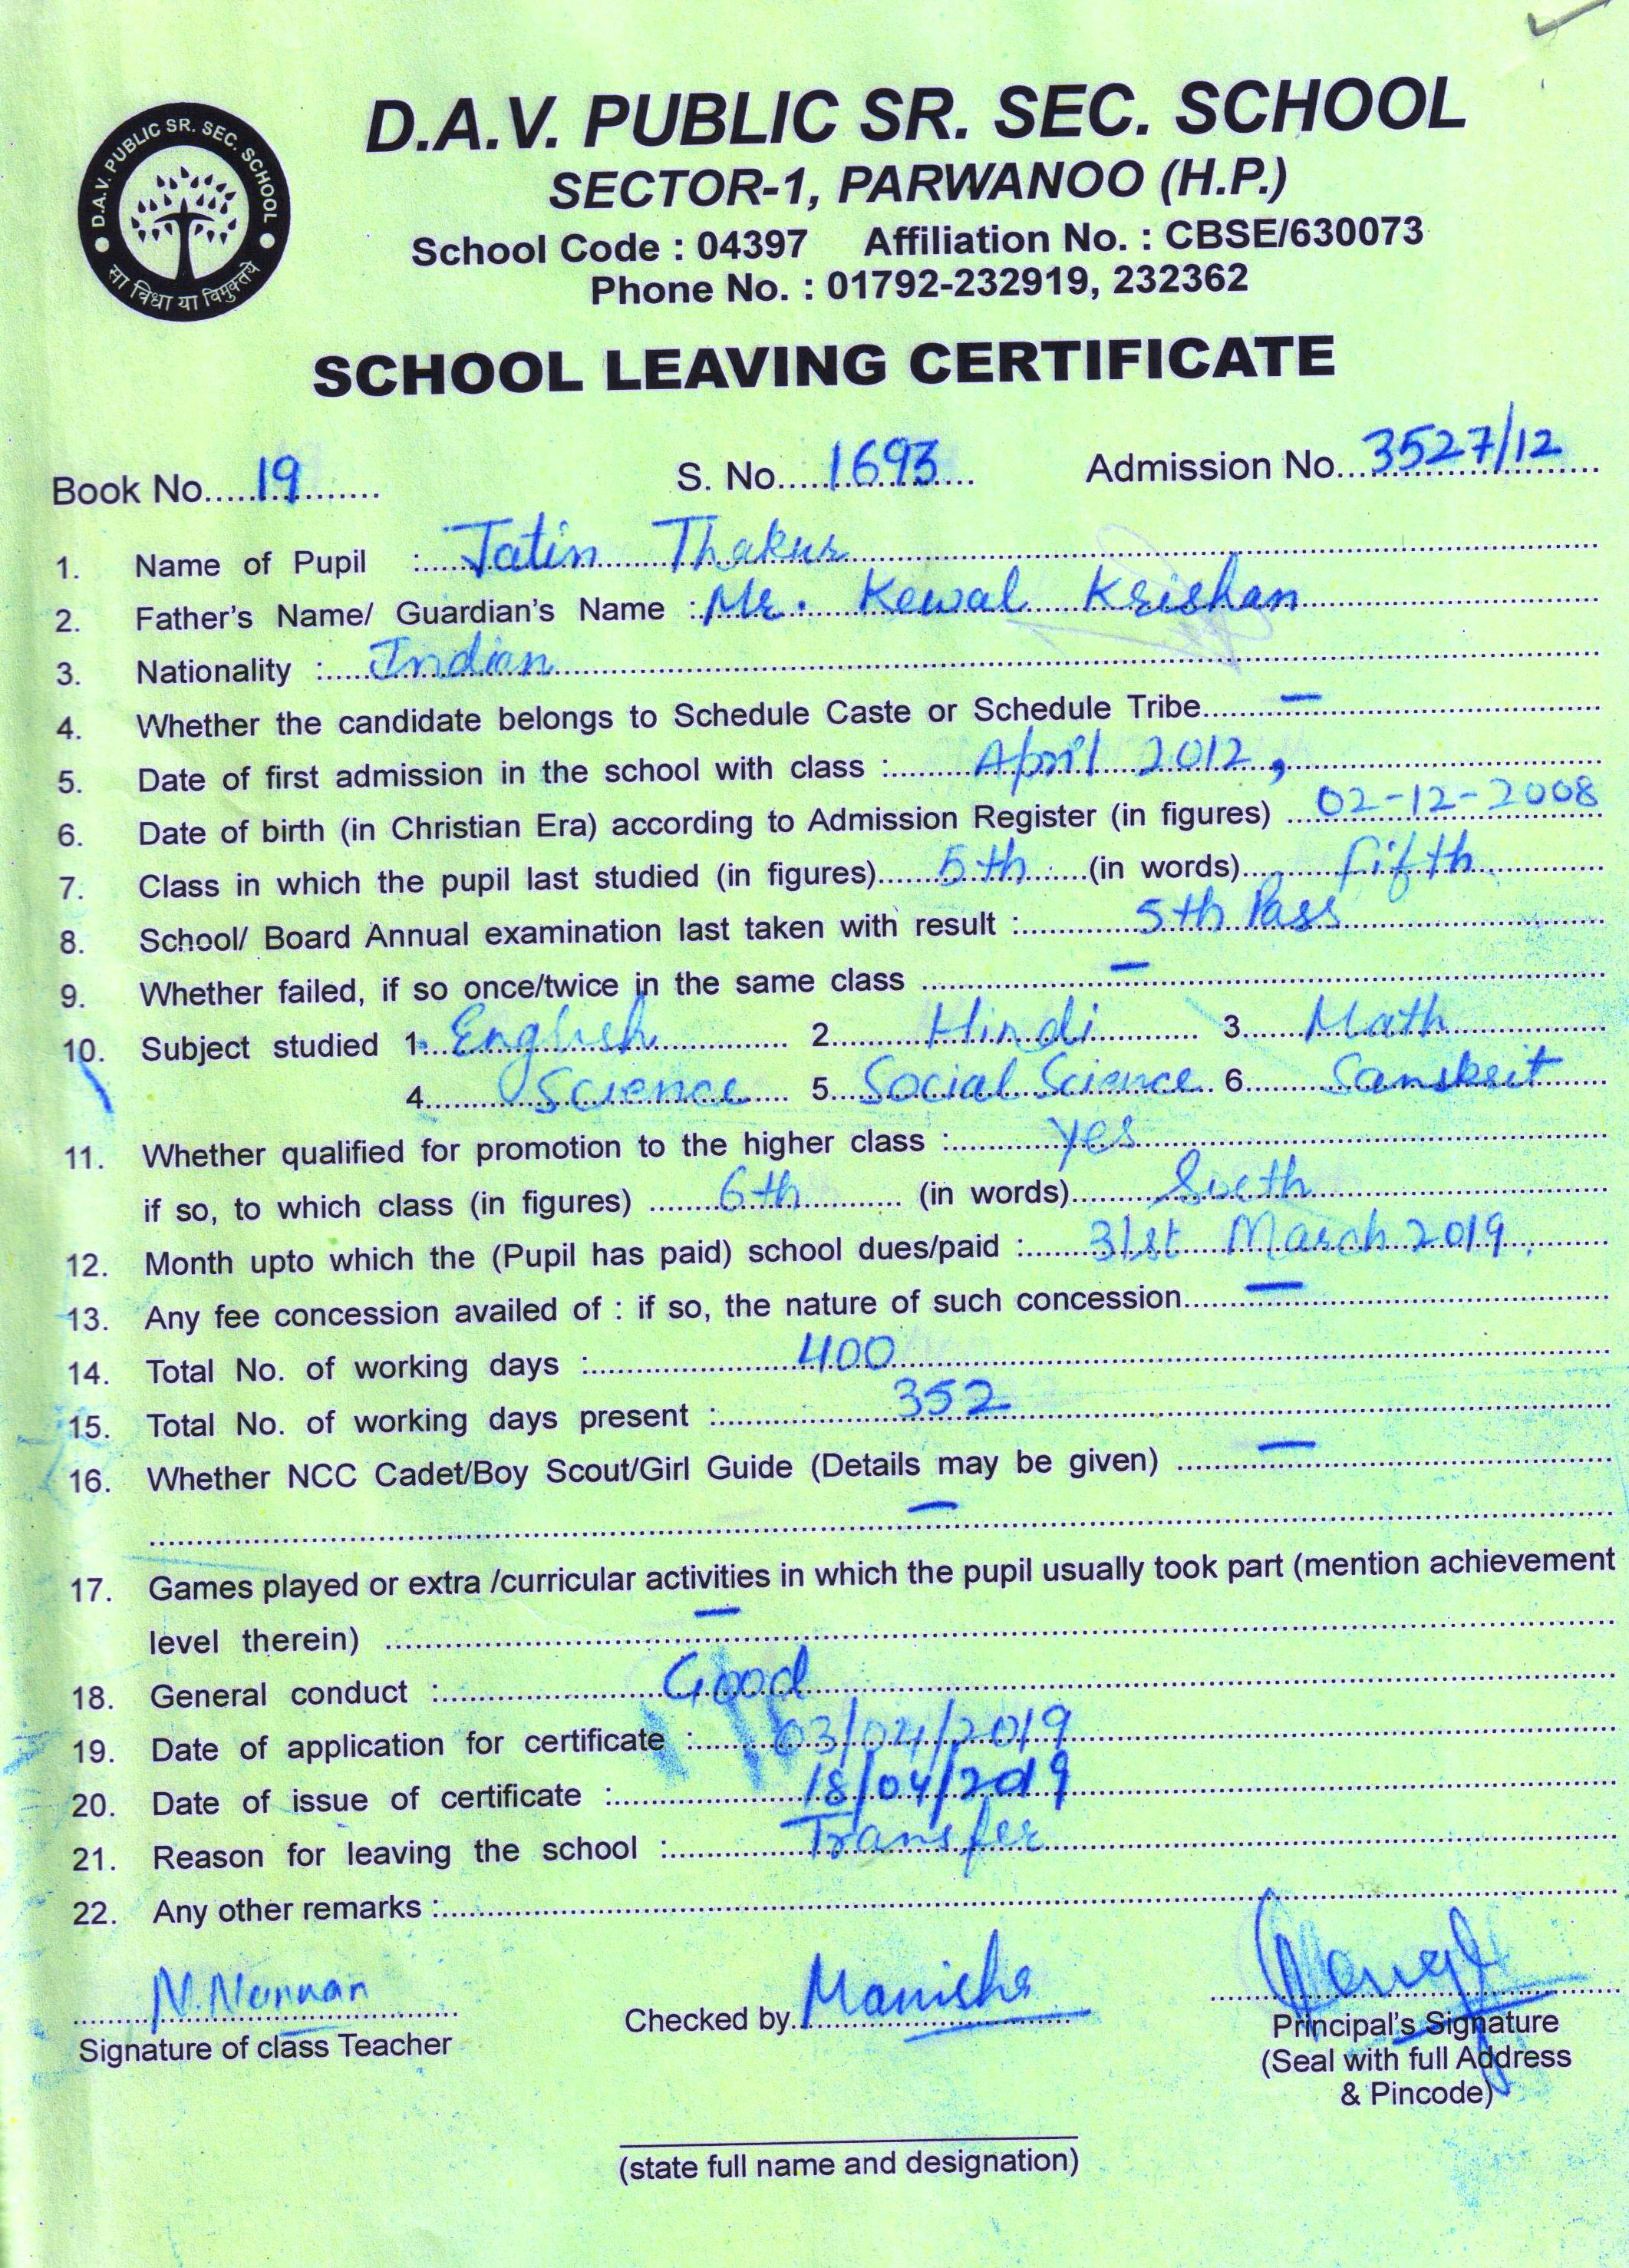 D.A.V. PUBLIC SR. SEC. SCHOOL
सा विद्या या विमुक्तये
D.A.V. PUBLIC SR. SEC. SCHOOL
SECTOR-1, PARWANOO (H.P.)
School Code : 04397 Affiliation No. : CBSE/630073
Phone No. : 01792-232919, 232362
SCHOOL LEAVING CERTIFICATE
Book No. 19 S. No. 1693 Admission No. 3527/12
1. Name of Pupil : Jatin Thakur
2. Father's Name/ Guardian's Name : Mr. Kewal Krishan
3. Nationality : Indian
4. Whether the candidate belongs to Schedule Caste or Schedule Tribe —
5. Date of first admission in the school with class : April 2012,
6. Date of birth (in Christian Era) according to Admission Register (in figures) 02-12-2008
7. Class in which the pupil last studied (in figures) 5th (in words) fifth
8. School/ Board Annual examination last taken with result : 5th Pass
9. Whether failed, if so once/twice in the same class —
10. Subject studied 1. English 2. Hindi 3. Math
4. Science 5. Social Science 6. Sanskrit
11. Whether qualified for promotion to the higher class : yes
if so, to which class (in figures) 6th (in words) Sixth
12. Month upto which the (Pupil has paid) school dues/paid : 31st March 2019.
13. Any fee concession availed of : if so, the nature of such concession —
14. Total No. of working days : 400
15. Total No. of working days present : 352
16. Whether NCC Cadet/Boy Scout/Girl Guide (Details may be given) —
—
17. Games played or extra /curricular activities in which the pupil usually took part (mention achievement
level therein) —
18. General conduct : Good
19. Date of application for certificate : 03/04/2019
20. Date of issue of certificate : 18/04/2019
21. Reason for leaving the school : Transfer
22. Any other remarks :
Checked by. Manisha
Signature of class Teacher
Principal's Signature
(Seal with full Address
& Pincode)
(state full name and designation)